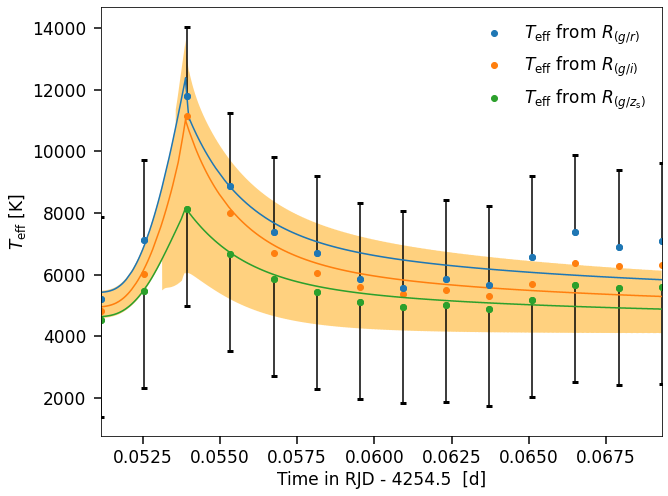 14000
12000
10000
8000
6000
4000
2000
T_eff [K]
T_eff from R_(g/r)
T_eff from R_(g/i)
T_eff from R_(g/z_s)
0.0525 0.0550 0.0575 0.0600 0.0625 0.0650 0.0675
Time in RJD - 4254.5 [d]